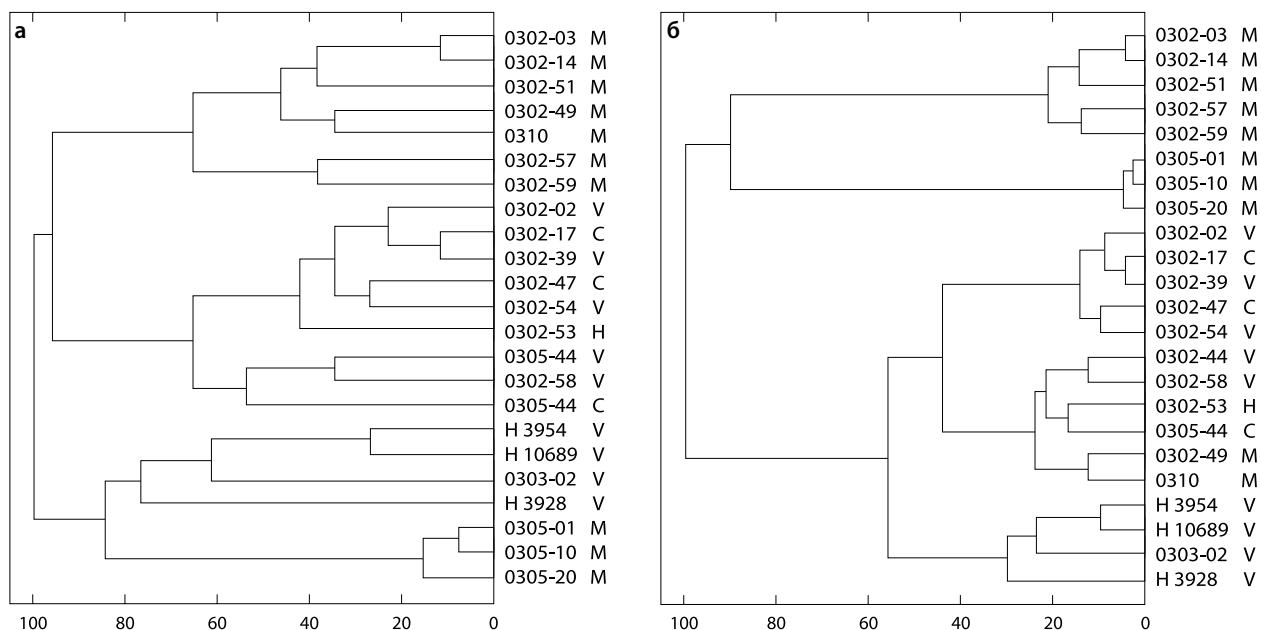 а
0302-03 M
0302-14 M
0302-51 M
0302-49 M
0310 M
0302-57 M
0302-59 M
0302-02 V
0302-17 C
0302-39 V
0302-47 C
0302-54 V
0302-53 H
0305-44 V
0302-58 V
0305-44 C
H 3954 V
H 10689 V
0303-02 V
H 3928 V
0305-01 M
0305-10 M
0305-20 M
100 80 60 40 20 0
б
0302-03 M
0302-14 M
0302-51 M
0302-57 M
0302-59 M
0305-01 M
0305-10 M
0305-20 M
0302-02 V
0302-17 C
0302-39 V
0302-47 C
0302-54 V
0302-44 V
0302-58 V
0302-53 H
0305-44 C
0302-49 M
0310 M
H 3954 V
H 10689 V
0303-02 V
H 3928 V
100 80 60 40 20 0